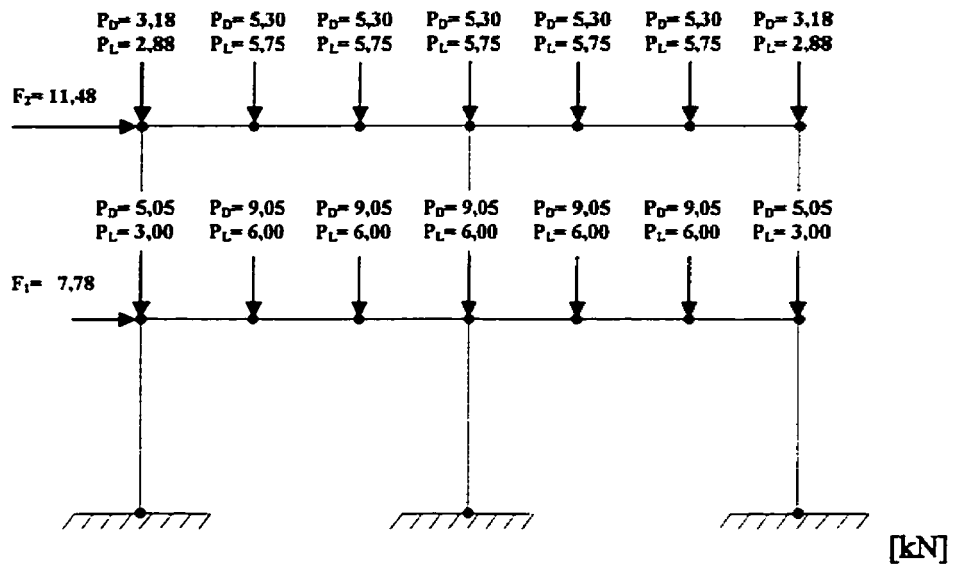 P_D= 3,18 P_D= 5,30 P_D= 5,30 P_D= 5,30 P_D= 5,30 P_D= 5,30 P_D= 3,18
P_L= 2,88 P_L= 5,75 P_L= 5,75 P_L= 5,75 P_L= 5,75 P_L= 5,75 P_L= 2,88
F₂= 11,48
P_D= 5,05 P_D= 9,05 P_D= 9,05 P_D= 9,05 P_D= 9,05 P_D= 9,05 P_D= 5,05
P_L= 3,00 P_L= 6,00 P_L= 6,00 P_L= 6,00 P_L= 6,00 P_L= 6,00 P_L= 3,00
F₁= 7,78
[kN]